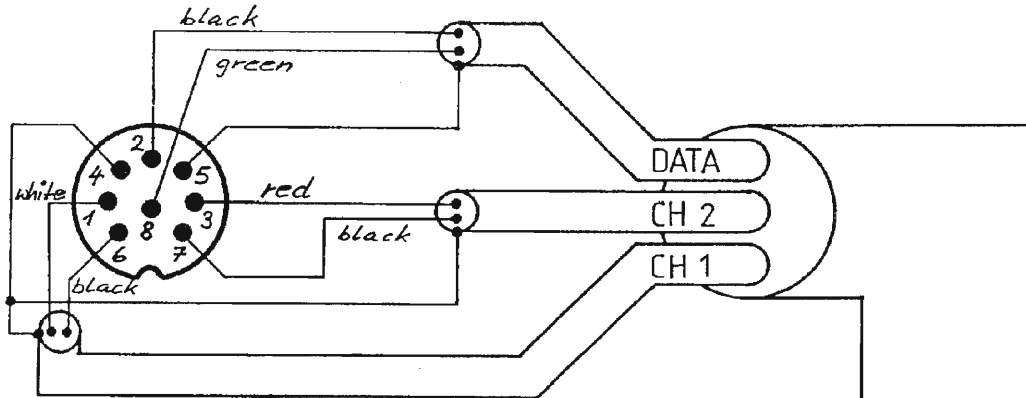 black
green
2
DATA
4
5
white
red
CH 2
1
8
3
black
6
7
CH 1
black